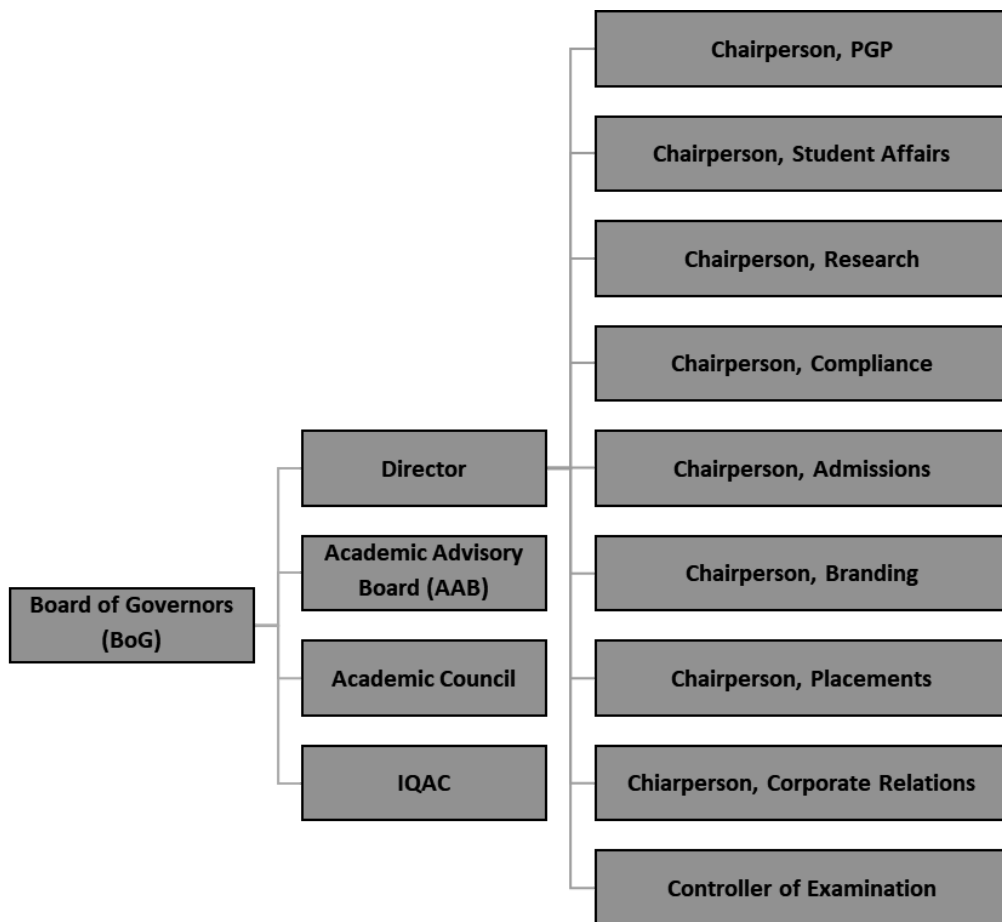 Board of Governors
(BoG)
Director
Academic Advisory
Board (AAB)
Academic Council
IQAC
Chairperson, PGP
Chairperson, Student Affairs
Chairperson, Research
Chairperson, Compliance
Chairperson, Admissions
Chairperson, Branding
Chairperson, Placements
Chiarperson, Corporate Relations
Controller of Examination